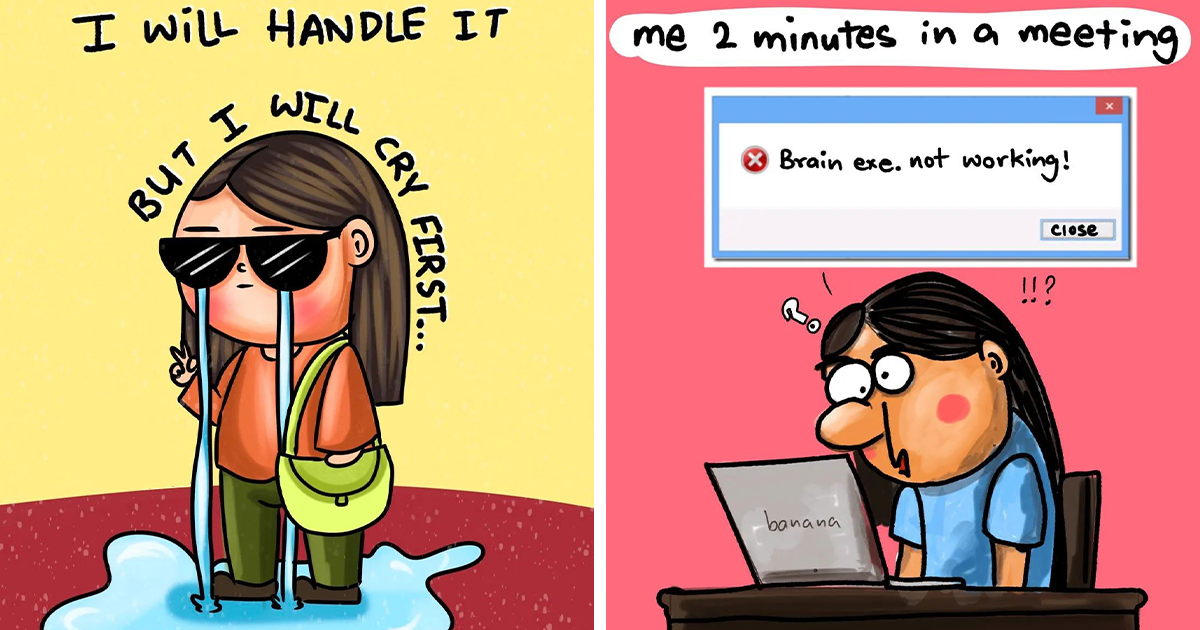 I WILL HANDLE IT
BUT I WILL CRY FIRST...
me 2 minutes in a meeting
Brain exe. not working!
close
!!?
?
banana